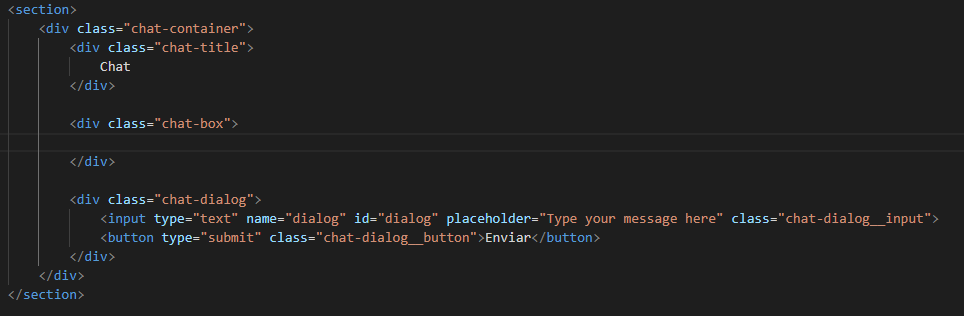 <section>
<div class="chat-container">
<div class="chat-title">
Chat
</div>
<div class="chat-box">
</div>
<div class="chat-dialog">
<input type="text" name="dialog" id="dialog" placeholder="Type your message here" class="chat-dialog__input">
<button type="submit" class="chat-dialog__button">Enviar</button>
</div>
</div>
</section>